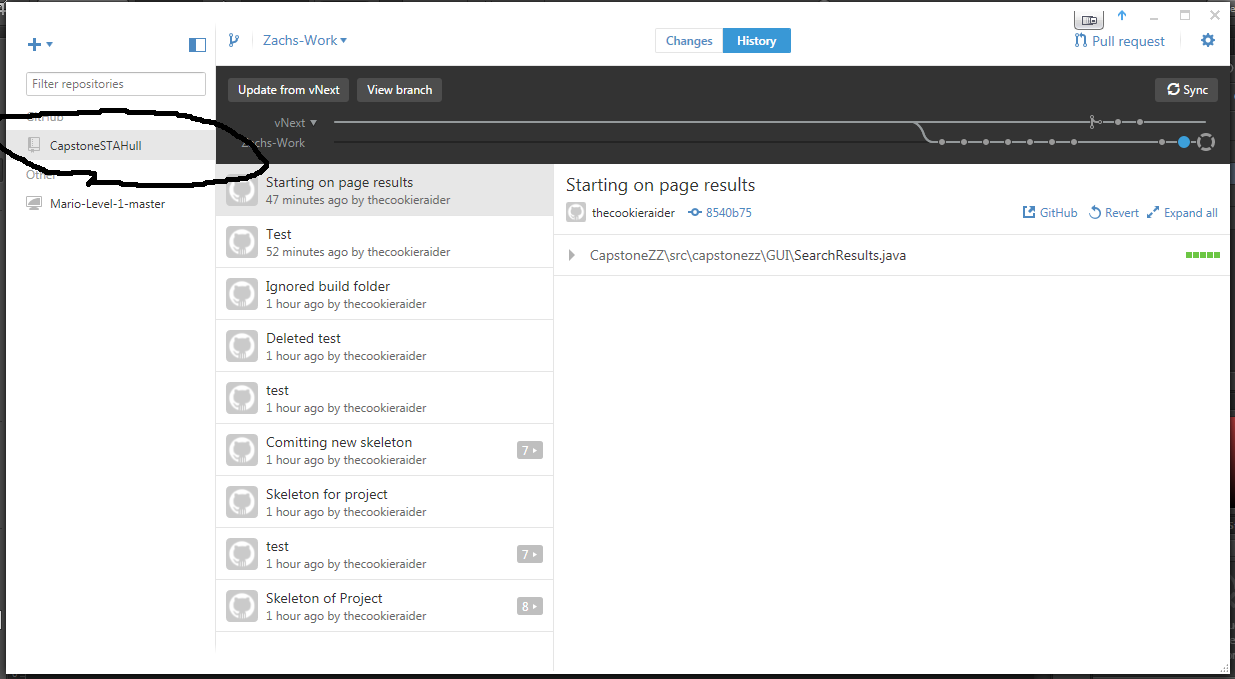 Zachs-Work
Changes
History
Pull request
Filter repositories
GitHub
CapstoneSTAHull
Other
Mario-Level-1-master
Update from vNext
View branch
Sync
vNext
Zachs-Work
Starting on page results
47 minutes ago by thecookieraider
Test
52 minutes ago by thecookieraider
Ignored build folder
1 hour ago by thecookieraider
Deleted test
1 hour ago by thecookieraider
test
1 hour ago by thecookieraider
Comitting new skeleton
1 hour ago by thecookieraider
7
Skeleton for project
1 hour ago by thecookieraider
test
1 hour ago by thecookieraider
7
Skeleton of Project
1 hour ago by thecookieraider
8
Starting on page results
thecookieraider 8540b75
GitHub Revert Expand all
CapstoneZZ\src\capstonezz\GUI\SearchResults.java